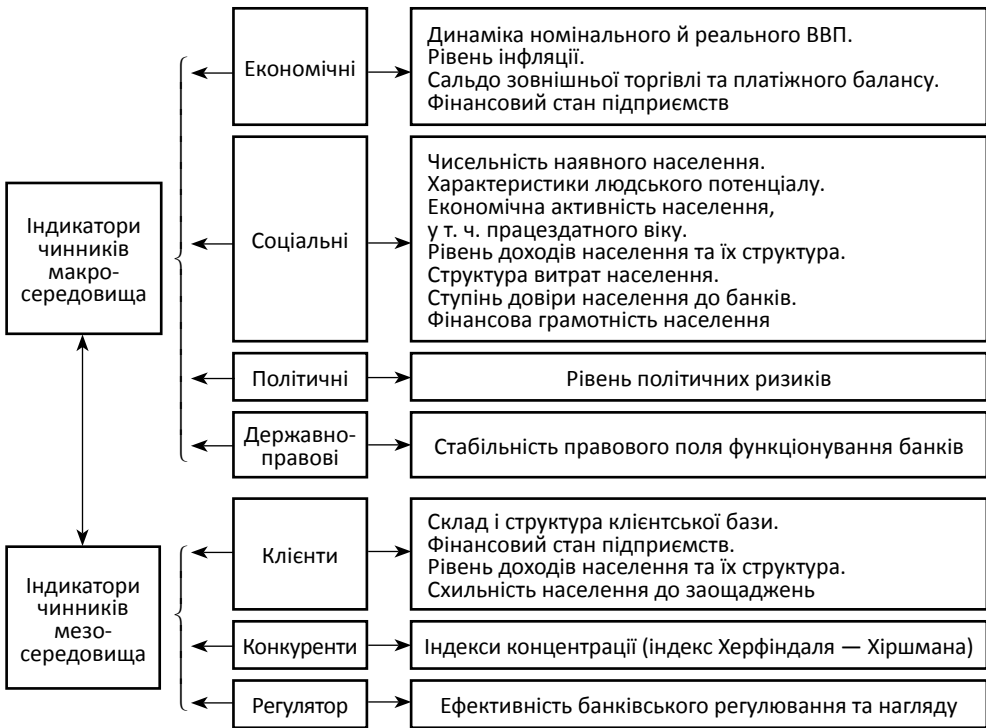 Індикатори
чинників
макро-
середовища
Економічні
Динаміка номінального й реального ВВП.
Рівень інфляції.
Сальдо зовнішньої торгівлі та платіжного балансу.
Фінансовий стан підприємств
Соціальні
Чисельність наявного населення.
Характеристики людського потенціалу.
Економічна активність населення,
у т. ч. працездатного віку.
Рівень доходів населення та їх структура.
Структура витрат населення.
Ступінь довіри населення до банків.
Фінансова грамотність населення
Політичні
Рівень політичних ризиків
Державно-
правові
Стабільність правового поля функціонування банків
Індикатори
чинників
мезо-
середовища
Клієнти
Склад і структура клієнтської бази.
Фінансовий стан підприємств.
Рівень доходів населення та їх структура.
Схильність населення до заощаджень
Конкуренти
Індекси концентрації (індекс Херфіндаля — Хіршмана)
Регулятор
Ефективність банківського регулювання та нагляду